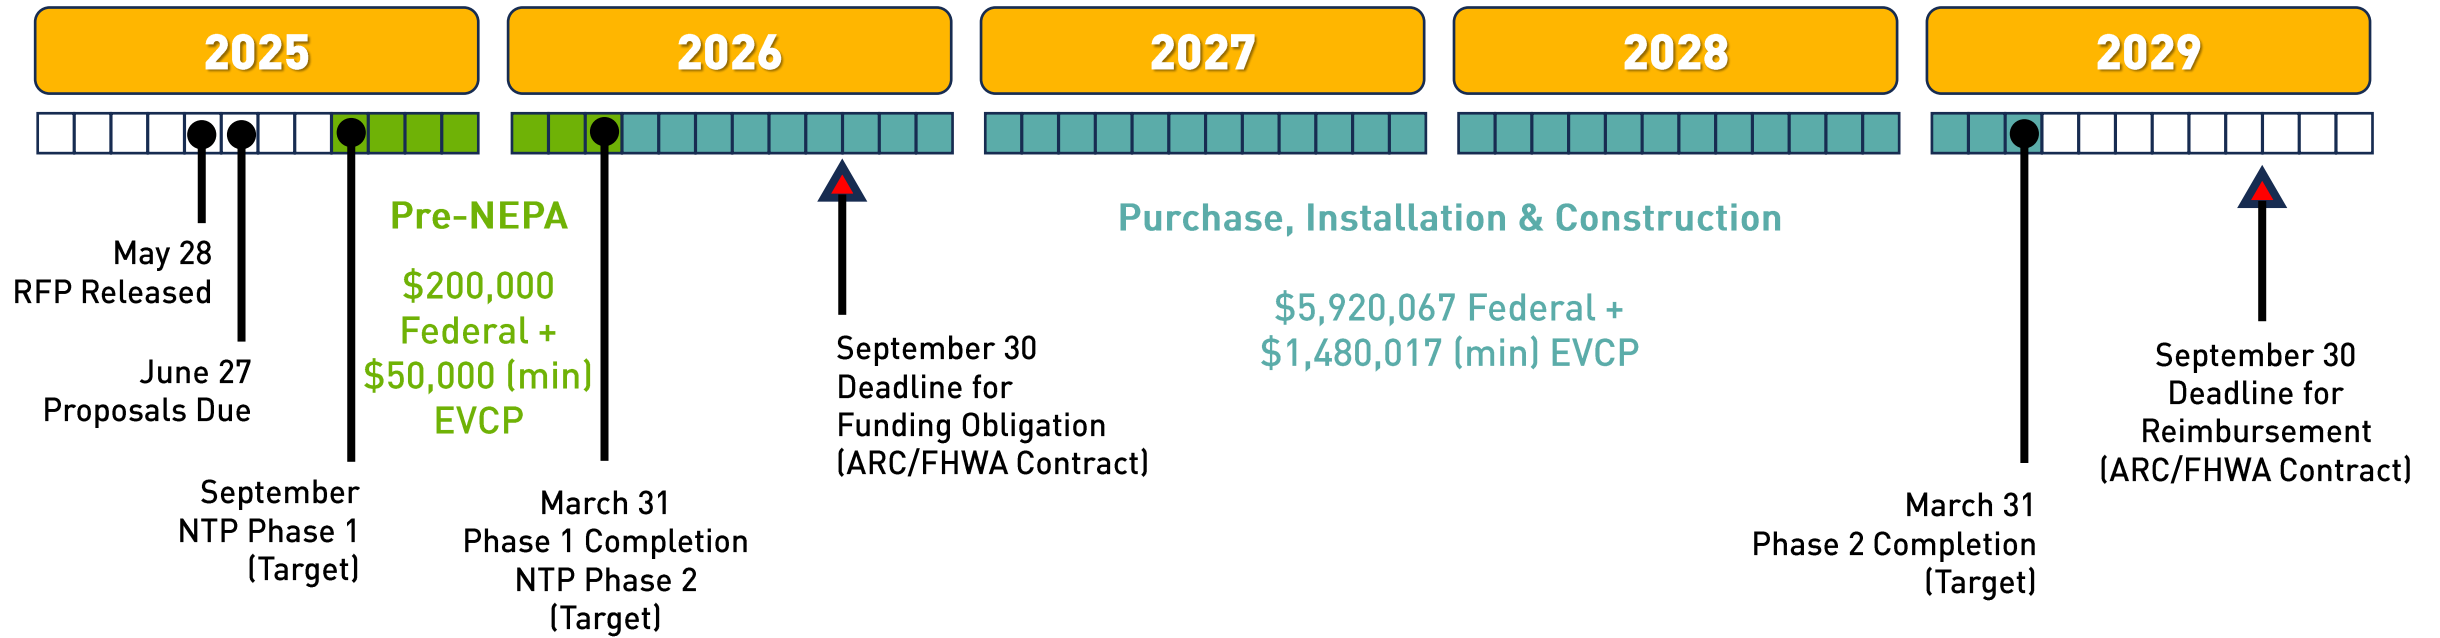 2025
2026
2027
2028
2029
May 28
RFP Released
June 27
Proposals Due
September
NTP Phase 1
(Target)
Pre-NEPA
$200,000
Federal +
$50,000 (min)
EVCP
March 31
Phase 1 Completion
NTP Phase 2
(Target)
September 30
Deadline for
Funding Obligation
(ARC/FHWA Contract)
Purchase, Installation & Construction
$5,920,067 Federal +
$1,480,017 (min) EVCP
March 31
Phase 2 Completion
(Target)
September 30
Deadline for
Reimbursement
(ARC/FHWA Contract)